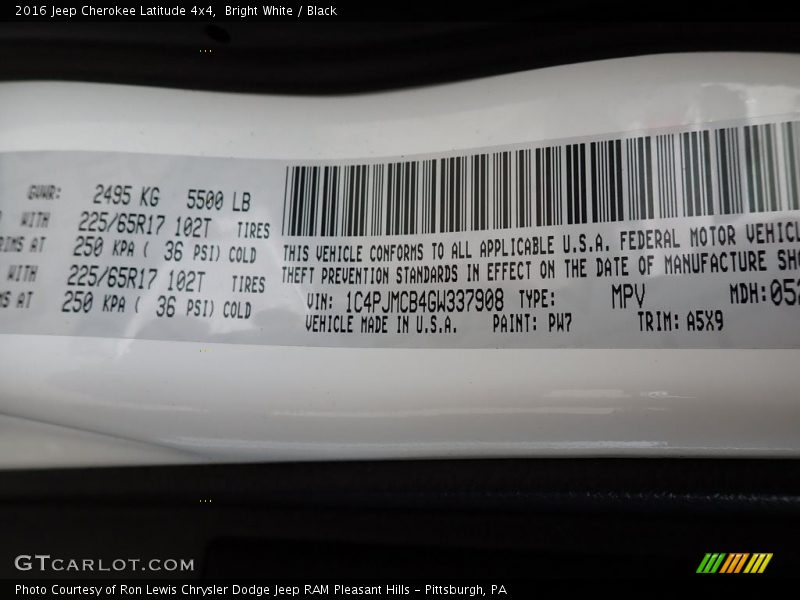 2016 Jeep Cherokee Latitude 4x4,  Bright White / Black
GVWR: 2495 KG 5500 LB
WITH 225/65R17 102T TIRES
RIMS AT 250 KPA ( 36 PSI) COLD
WITH 225/65R17 102T TIRES
AT 250 KPA ( 36 PSI) COLD
THIS VEHICLE CONFORMS TO ALL APPLICABLE U.S.A. FEDERAL MOTOR
THEFT PREVENTION STANDARDS IN EFFECT ON THE DATE OF MANUFACTURE
VIN: 1C4PJMCB4GW337908 TYPE: MPV MDH:
VEHICLE MADE IN U.S.A. PAINT: PW7 TRIM: A5X9
GTCARLOT.COM
Photo Courtesy of Ron Lewis Chrysler Dodge Jeep RAM Pleasant Hills - Pittsburgh, PA